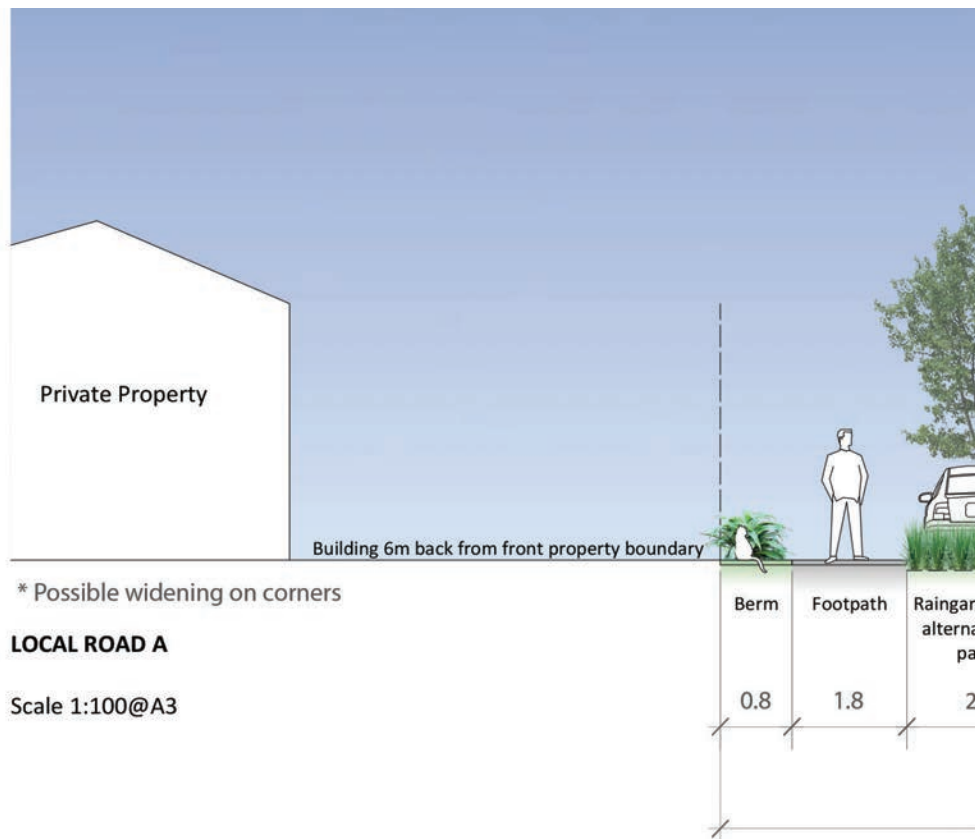 Private Property
Building 6m back from front property boundary
* Possible widening on corners
LOCAL ROAD A
Scale 1:100@A3
Berm
Footpath
0.8
1.8
2